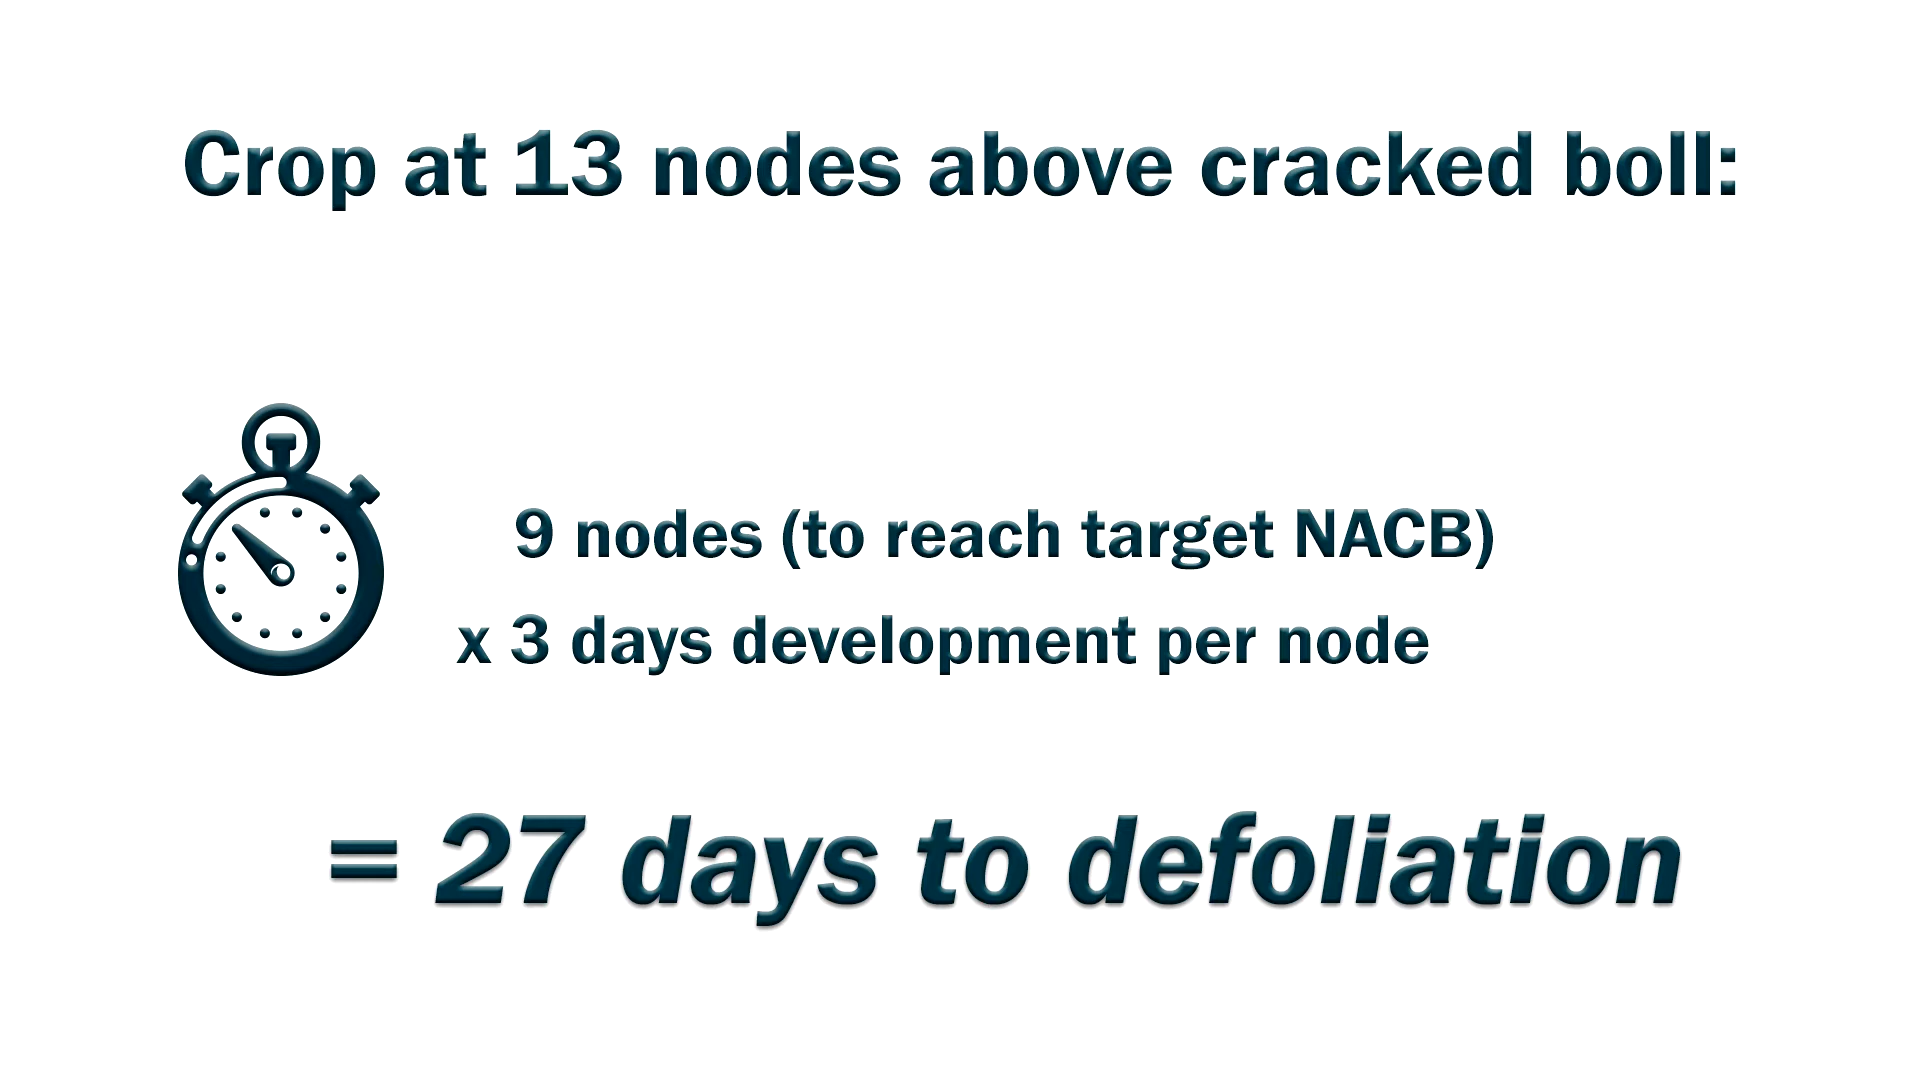 Crop at 13 nodes above cracked boll:
9 nodes (to reach target NACB)
x 3 days development per node
= 27 days to defoliation